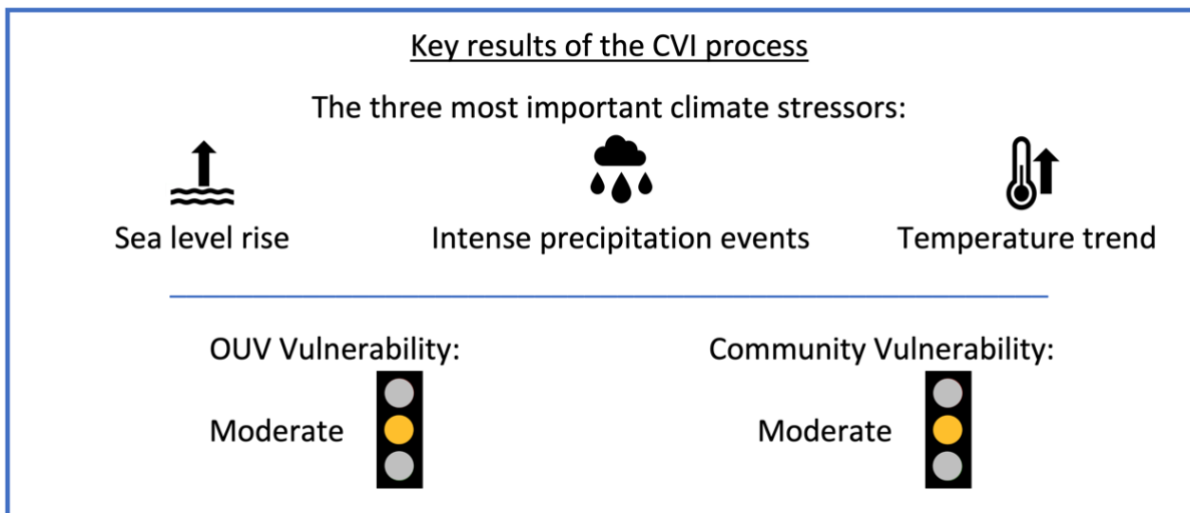 Key results of the CVI process
The three most important climate stressors:
Sea level rise
Intense precipitation events
Temperature trend
OUV Vulnerability:
Moderate
Community Vulnerability:
Moderate